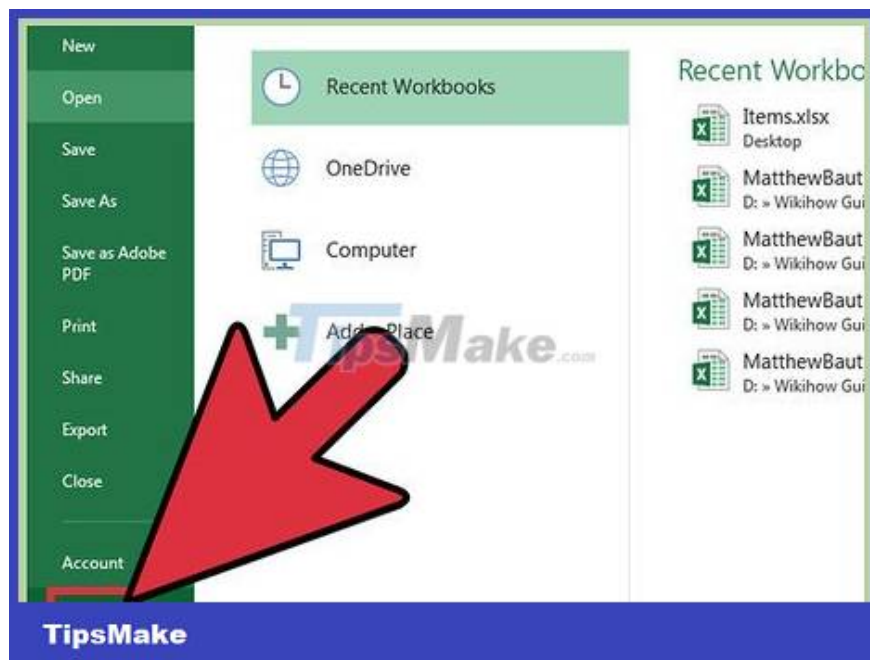 New
Open
Save
Save As
Save as Adobe
PDF
Print
Share
Export
Close
Account
Recent Workbooks
OneDrive
Computer
Add a Place
Recent Workbo
Items.xlsx
Desktop
MatthewBaut
D: » Wikihow Gui
MatthewBaut
D: » Wikihow Gui
MatthewBaut
D: » Wikihow Gui
MatthewBaut
D: » Wikihow Gui
TipsMake.com
TipsMake